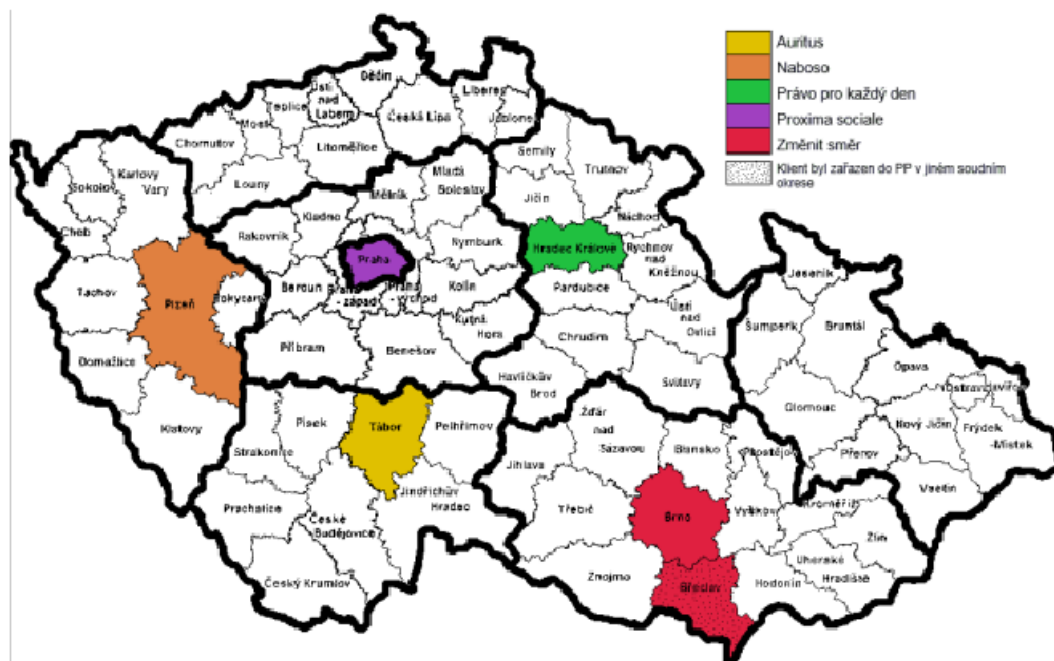 Auritus
Naboso
Právo pro každý den
Proxima sociale
Změnit směr
Klient byl zařazen do PP v jiném soudním
okrese
Děčín
Ústí
nad
Labem
Liberec
Teplice
Jablonec
Most
Česká Lípa
Chomutov
Litoměřice
Semily
Trutnov
Karlovy
Vary
Sokolov
Louny
Mladá
Boleslav
Mělník
Jičín
Kladno
Náchod
Cheb
Rakovník
Nymburk
Hradec Králové
Rychnov
nad
Kněžnou
Praha
Jeseník
Tachov
Plzeň
Rokycany
Beroun
Praha
-západ
Praha
-východ
Kolín
Pardubice
Ústí
nad
Orlicí
Šumperk
Bruntál
Kutná
Hora
Chrudim
Příbram
Benešov
Domažlice
Opava
Havlíčkův
Brod
Svitavy
Ostrava
Olomouc
Klatovy
Písek
Tábor
Pelhřimov
Žďár
nad
Sázavou
Nový Jičín
Frýdek
-Místek
Blansko
Prostějov
Přerov
Strakonice
Jihlava
Vsetín
Jindřichův
Hradec
Třebíč
Brno
Vyškov
Kroměříž
Prachatice
České
Budějovice
Zlín
Uherské
Hradiště
Český Krumlov
Znojmo
Břeclav
Hodonín